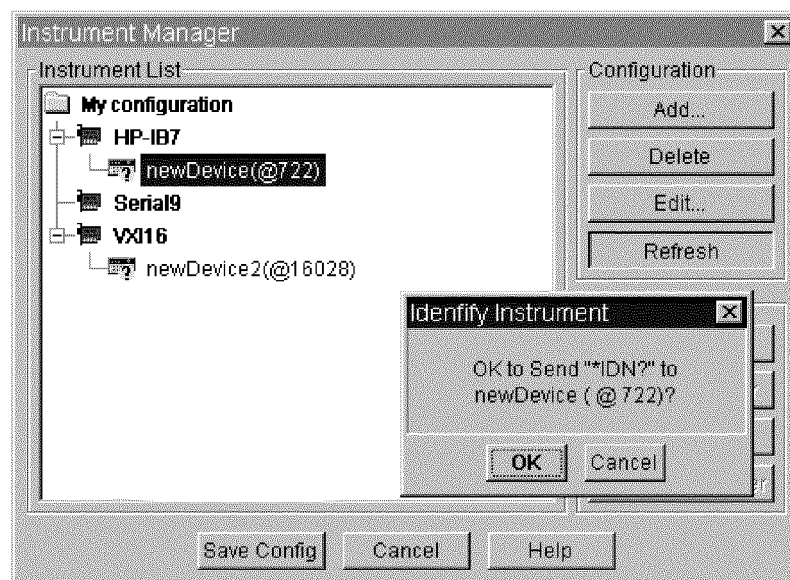 Instrument Manager
Instrument List
My configuration
HP-IB7
newDevice(@722)
Serial9
VXI16
newDevice2(@16028)
Configuration
Add...
Delete
Edit...
Refresh
Idenfify Instrument
OK to Send "*IDN?" to
newDevice ( @ 722)?
OK
Cancel
Save Config
Cancel
Help